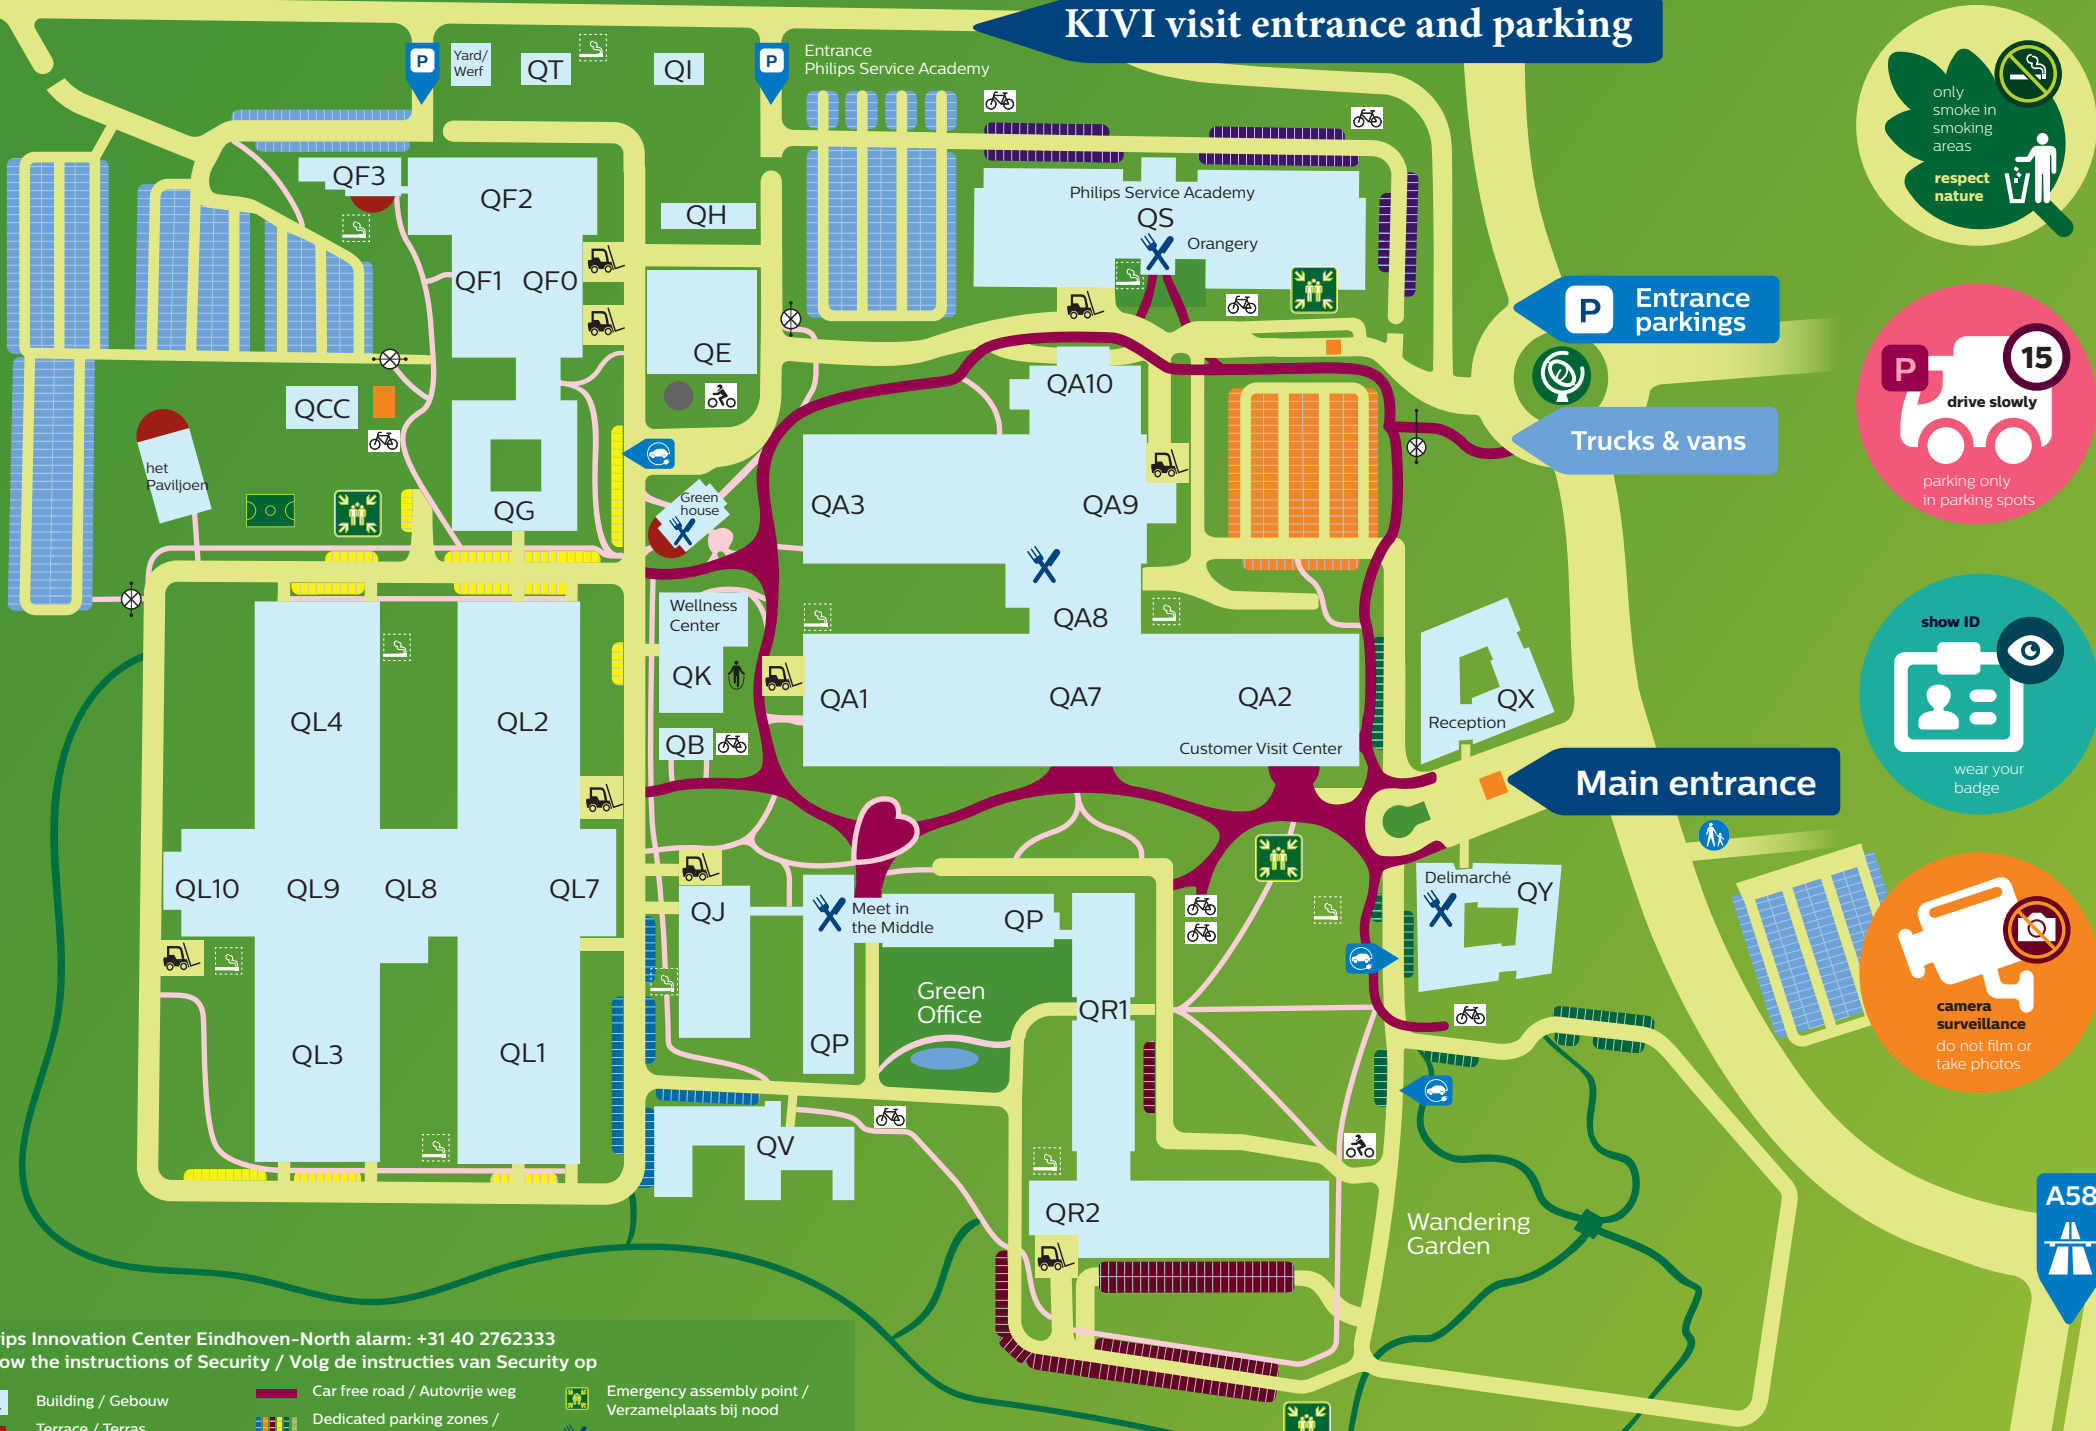 KIVI visit entrance and parking
P
Yard/
Werf
QT
QI
P
Entrance
Philips Service Academy
only
smoke in
smoking
areas
respect
nature
QF3
QF2
QH
Philips Service Academy
QS
Orangery
QF1
QF0
QE
P
Entrance
parkings
P
15
drive slowly
parking only
in parking spots
QA10
QCC
Trucks & vans
het
Paviljoen
QG
Green
house
QA3
QA9
Wellness
Center
QA8
QK
QA1
QA7
QA2
QX
Reception
show ID
wear your
badge
QL4
QL2
QB
Customer Visit Center
Main entrance
QL10
QL9
QL8
QL7
QJ
Meet in
the Middle
QP
Delimarché
QY
Green
Office
QR1
camera
surveillance
do not film or
take photos
QL3
QL1
QP
QV
QR2
Wandering
Garden
A58
ips Innovation Center Eindhoven-North alarm: +31 40 2762333
ow the instructions of Security / Volg de instructies van Security op
Building / Gebouw
Terrace / Terras
Car free road / Autovrije weg
Dedicated parking zones /
Emergency assembly point /
Verzamelplaats bij nood